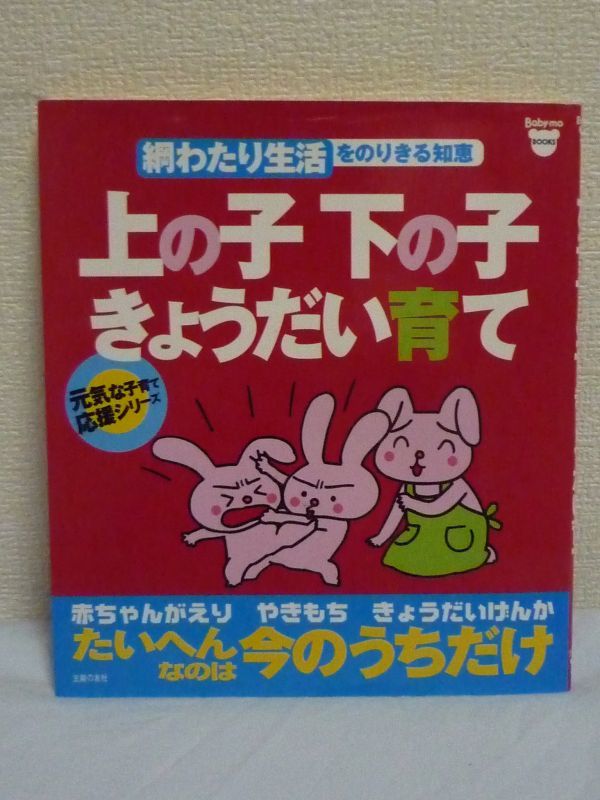 Baby-mo
BOOKS
綱わたり生活をのりきる知恵
上の子 下の子
きょうだい育て
元気な子育て
応援シリーズ
赤ちゃんがえり やきもち きょうだいげんか
たいへん
なのは
今のうちだけ
主婦の友社